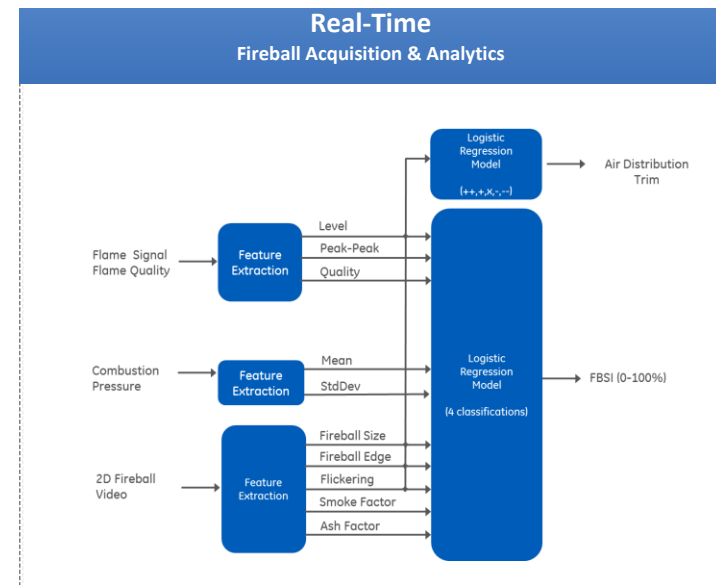 Real-Time
Fireball Acquisition & Analytics
Logistic
Regression
Model
(++,+,x,-,--)
Air Distribution
Trim
Flame Signal
Flame Quality
Feature
Extraction
Level
Peak-Peak
Quality
Combustion
Pressure
Feature
Extraction
Mean
StdDev
Logistic
Regression
Model
(4 classifications)
FBSI (0-100%)
2D Fireball
Video
Feature
Extraction
Fireball Size
Fireball Edge
Flickering
Smoke Factor
Ash Factor